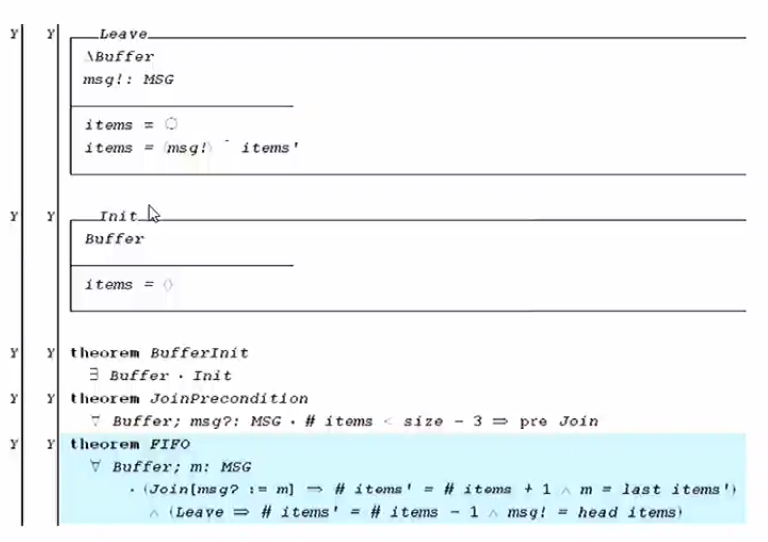 Y Y Leave
ΔBuffer
msg!: MSG
items = ⟨⟩
items = ⟨msg!⟩ ⌢ items'
Y Y Init
Buffer
items = ⟨⟩
Y Y theorem BufferInit
∃ Buffer · Init
Y Y theorem JoinPrecondition
∀ Buffer; msg?: MSG · # items < size - 3 ⇒ pre Join
Y Y theorem FIFO
∀ Buffer; m: MSG
· (Join[msg? := m] ⇒ # items' = # items + 1 ∧ m = last items')
∧ (Leave ⇒ # items' = # items - 1 ∧ msg! = head items)